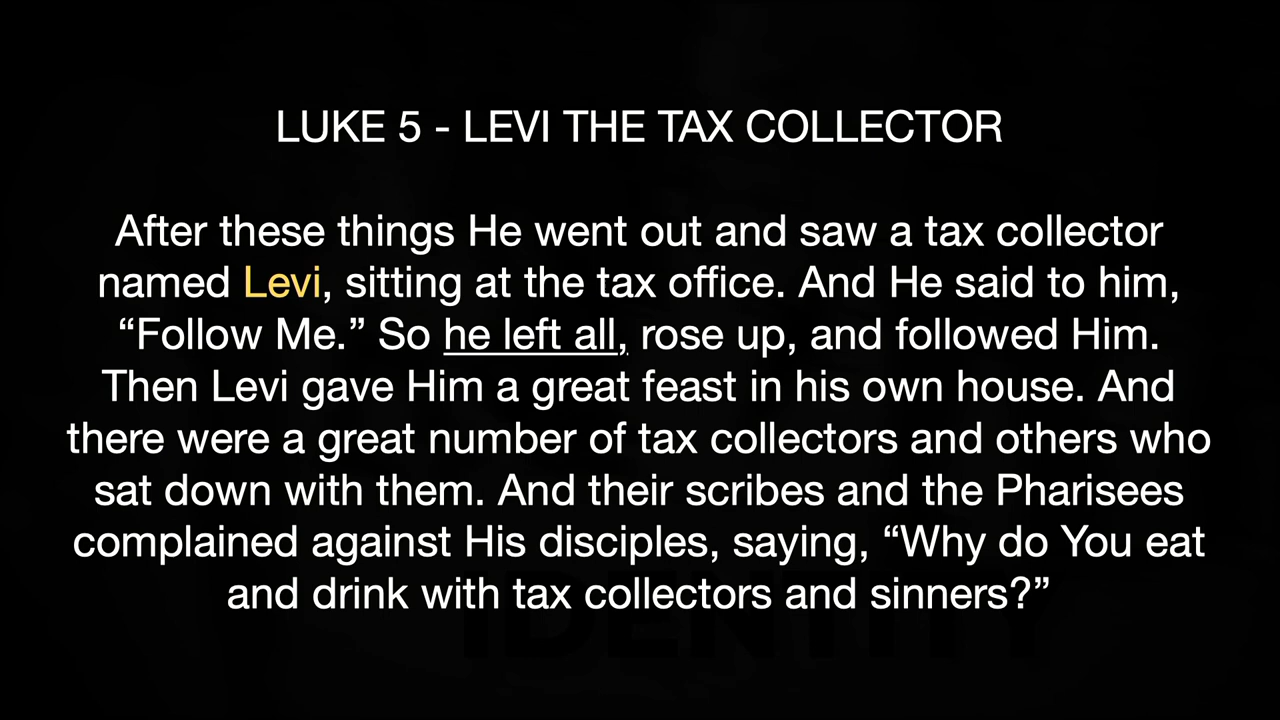 LUKE 5 - LEVI THE TAX COLLECTOR
After these things He went out and saw a tax collector
named Levi, sitting at the tax office. And He said to him,
“Follow Me.” So he left all, rose up, and followed Him.
Then Levi gave Him a great feast in his own house. And
there were a great number of tax collectors and others who
sat down with them. And their scribes and the Pharisees
complained against His disciples, saying, “Why do You eat
and drink with tax collectors and sinners?”
IDENTITY